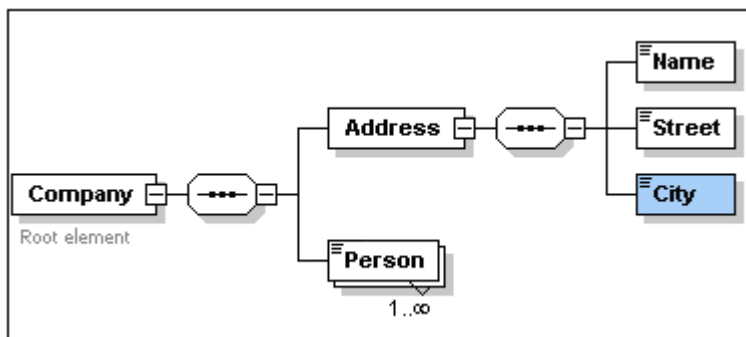 Name
Address
Street
Company
City
Root element
Person
1..∞